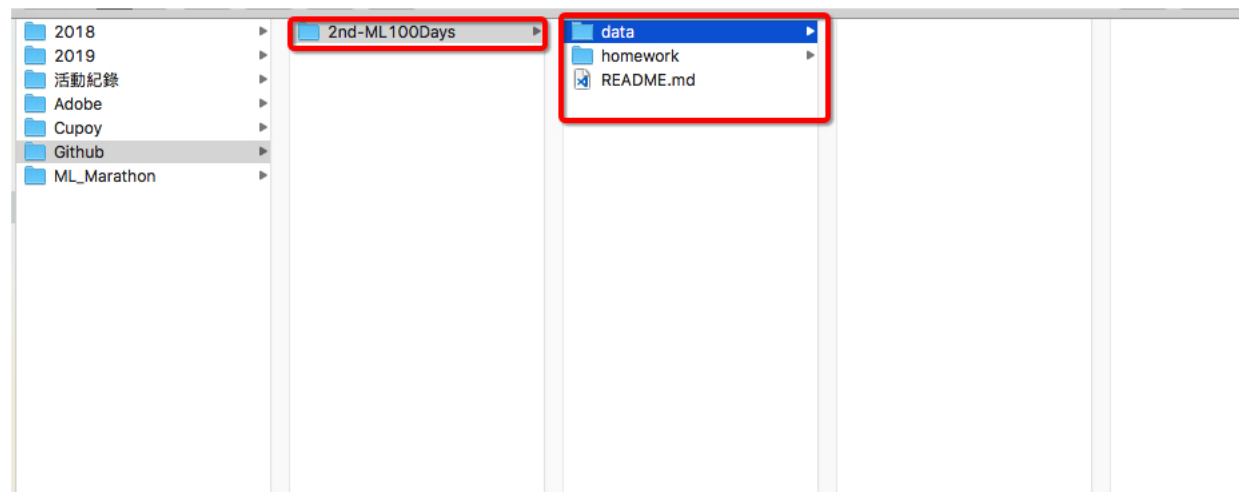 2018
2019
活動紀錄
Adobe
Cupoy
Github
ML_Marathon
2nd-ML100Days
data
homework
README.md